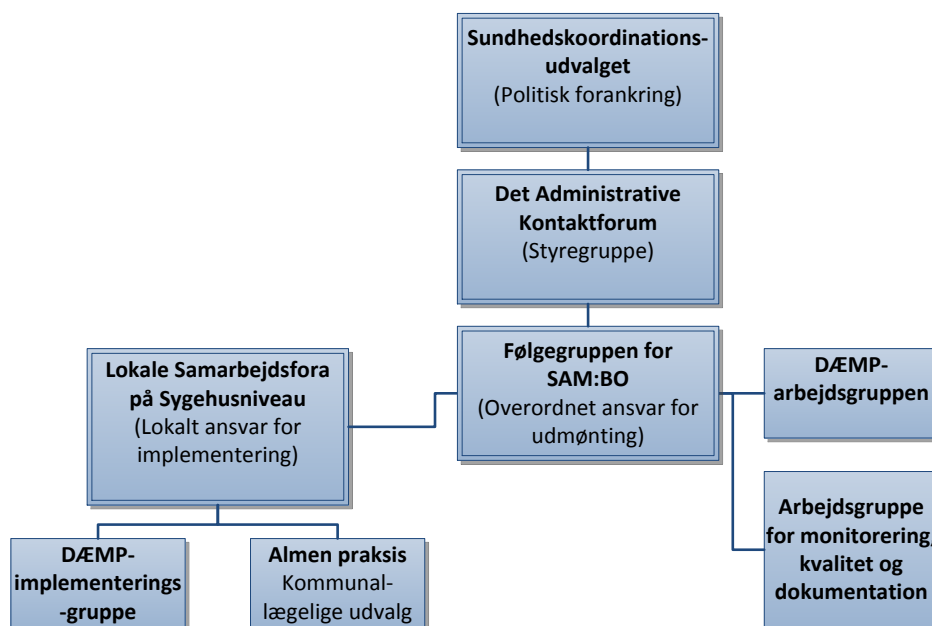 Sundhedskoordinations-
udvalget
(Politisk forankring)
Det Administrative
Kontaktforum
(Styregruppe)
Følgegruppen for
SAM:BO
(Overordnet ansvar for
udmønting)
Lokale Samarbejdsfora
på Sygehusniveau
(Lokalt ansvar for
implementering)
DÆMP-
arbejdsgruppen
Arbejdsgruppe
for monitorering,
kvalitet og
dokumentation
DÆMP-
implementerings
-gruppe
Almen praksis
Kommunal-
lægelige udvalg